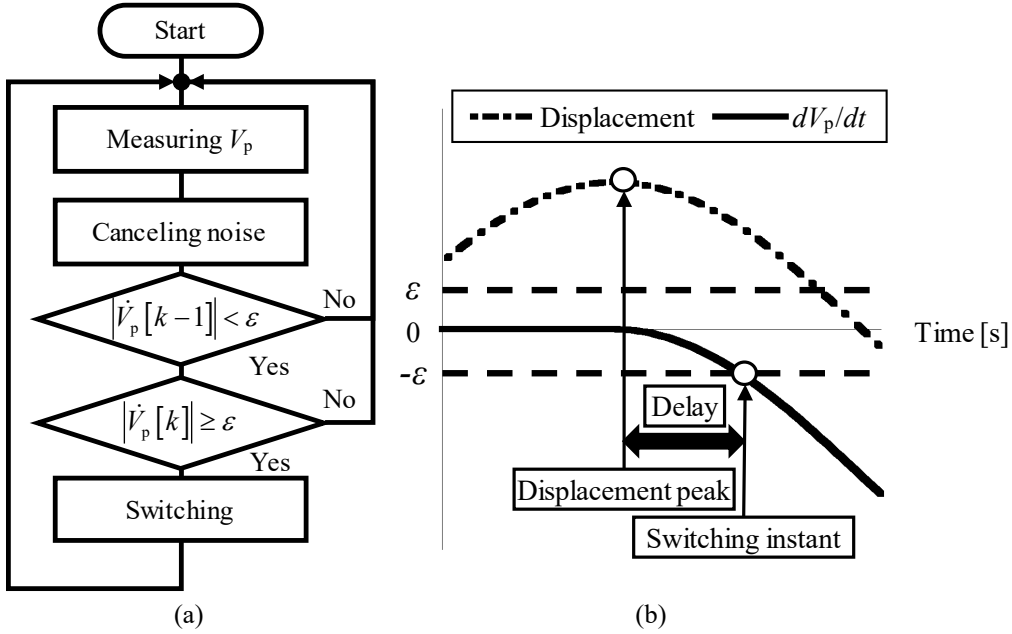 Start
Measuring Vp
Canceling noise
|V̇p[k−1]| < ε
No
Yes
|V̇p[k]| ≥ ε
No
Yes
Switching
(a)
Displacement
dVp/dt
ε
0
Time [s]
-ε
Delay
Displacement peak
Switching instant
(b)